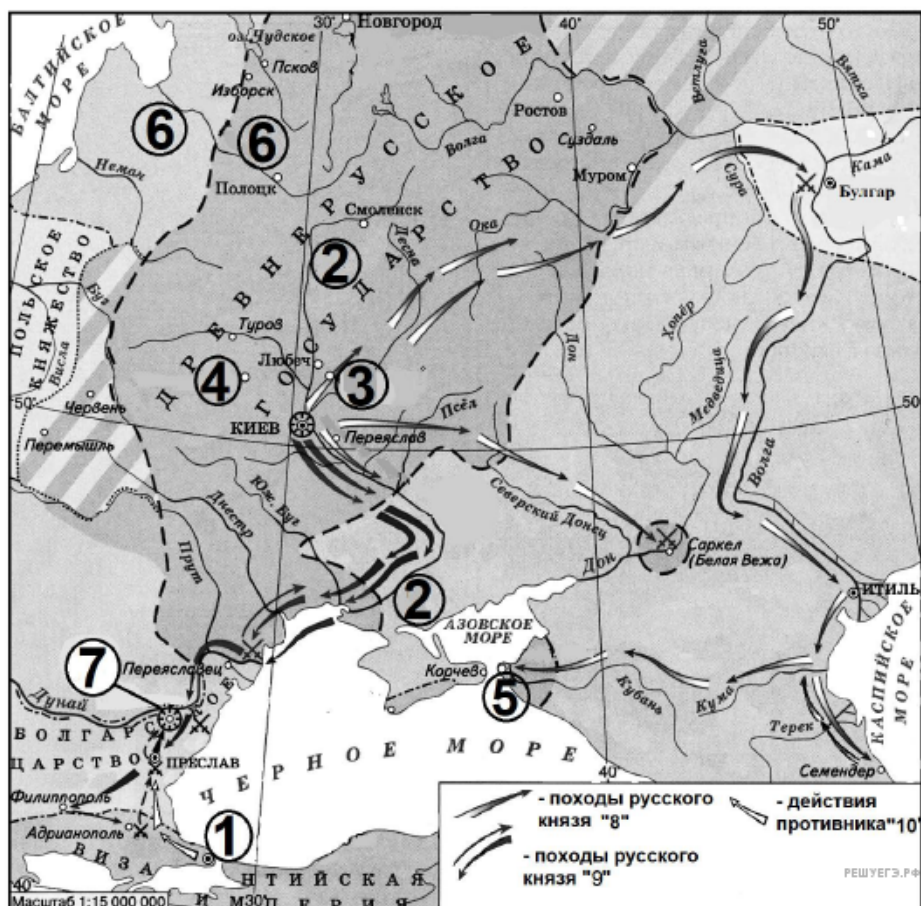 30°
40°
50°
Новгород
БАЛТИЙСКОЕ МОРЕ
оз. Чудское
Псков
Изборск
6
6
Полоцк
Неман
ДРЕВНЕРУССКОЕ ГОСУДАРСТВО
Волга
Ростов
Суздаль
Муром
Ветлуга
Вятка
Кама
Сура
Булгар
Смоленск
Десна
Ока
2
ПОЛЬСКОЕ КНЯЖЕСТВО
Висла
Буг
Туров
Любеч
4
3
Дон
Хопёр
Медведица
50°
50
Червень
Перемышль
КИЕВ
Переяслав
Псёл
Волга
Юж. Буг
Днестр
Прут
Северский Донец
Дон
Саркел
(Белая Вежа)
ИТИЛЬ
2
АЗОВСКОЕ
МОРЕ
Корчев
5
Кубань
Кума
Терек
Семендер
КАСПИЙСКОЕ МОРЕ
7
Переяславец
Дунай
БОЛГАРСКОЕ
ЦАРСТВО
ПРЕСЛАВ
ЧЕРНОЕ МОРЕ
40
Филиппополь
Адрианополь
1
ВИЗАНТИЙСКАЯ
ИМПЕРИЯ
40
30°
Масштаб 1:15 000 000
- походы русского
князя "8"
- действия
противника"10"
- походы русского
князя "9"
РЕШУЕГЭ.РФ